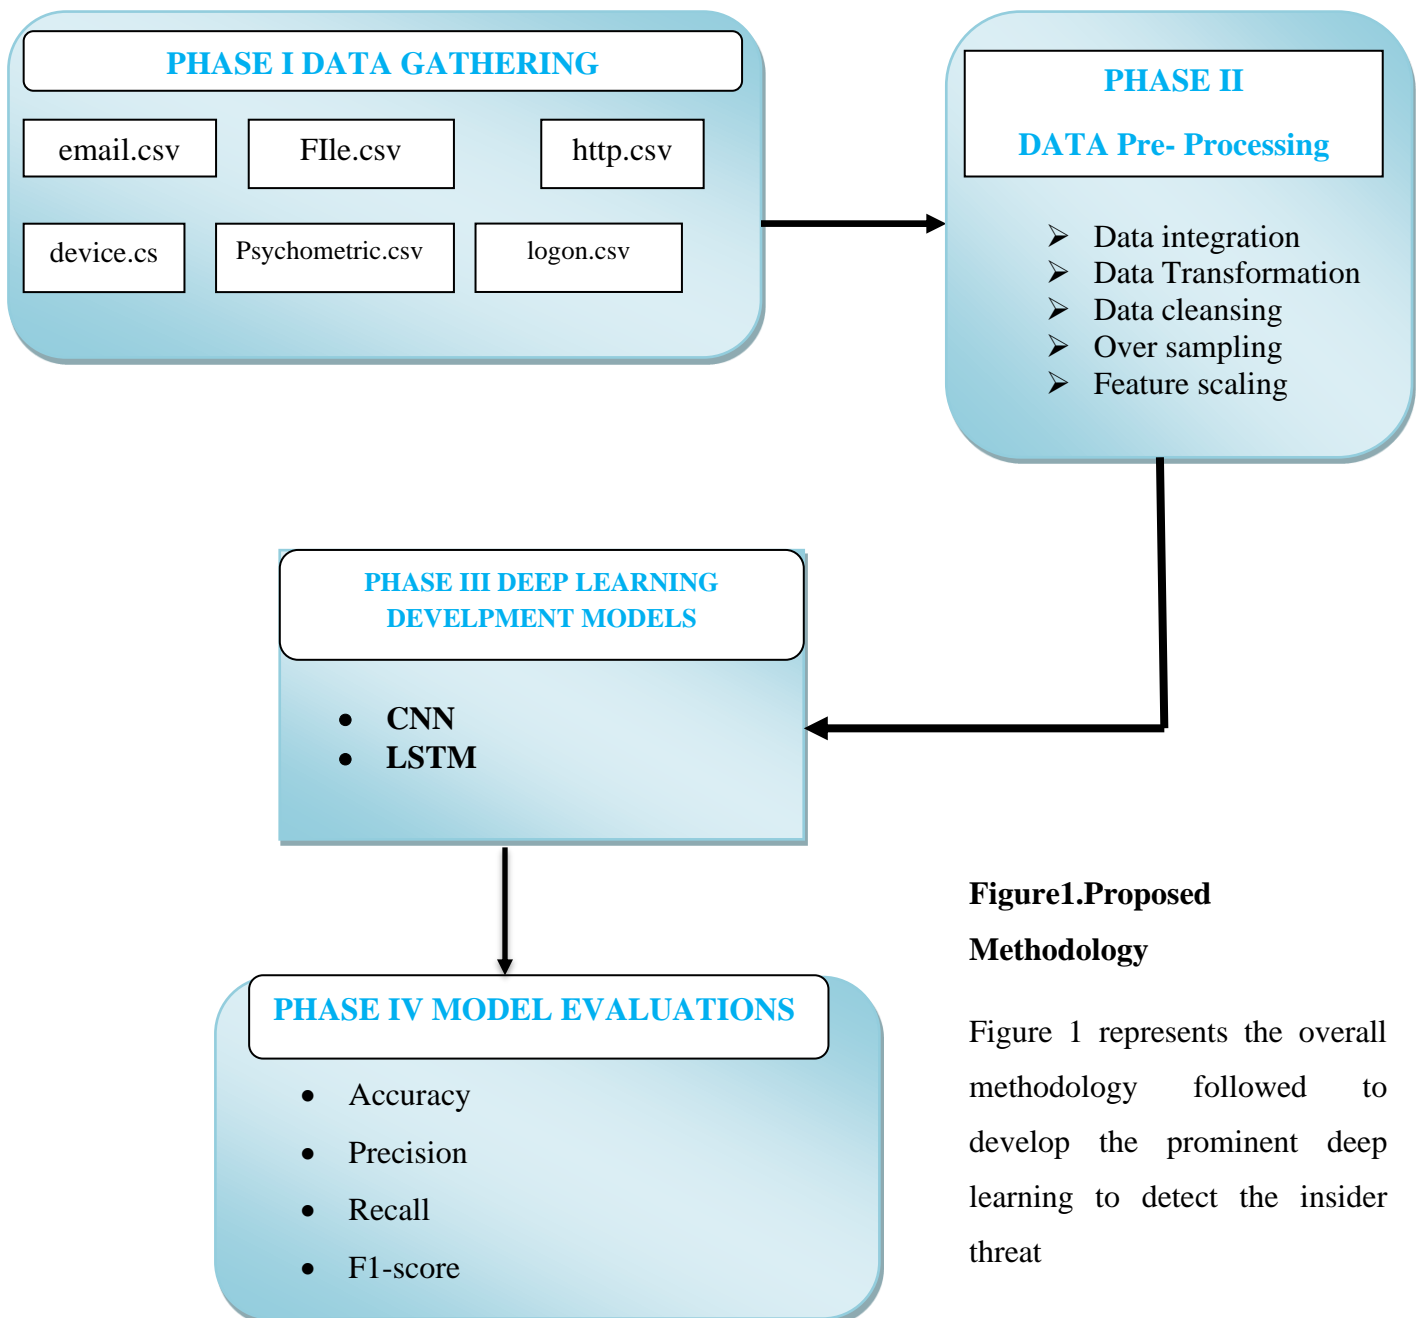 PHASE I DATA GATHERING
email.csv
FIle.csv
http.csv
device.cs
Psychometric.csv
logon.csv
PHASE II
DATA Pre- Processing
Data integration
Data Transformation
Data cleansing
Over sampling
Feature scaling
PHASE III DEEP LEARNING
DEVELPMENT MODELS
CNN
LSTM
PHASE IV MODEL EVALUATIONS
Accuracy
Precision
Recall
F1-score
Figure1.Proposed
Methodology
Figure 1 represents the overall
methodology followed to
develop the prominent deep
learning to detect the insider
threat